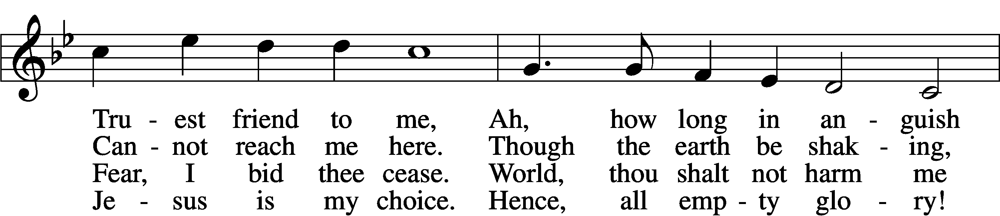 Tru - est friend to me, Ah, how long in an - guish
Can - not reach me here. Though the earth be shak - ing,
Fear, I bid thee cease. World, thou shalt not harm me
Je - sus is my choice. Hence, all emp - ty glo - ry!